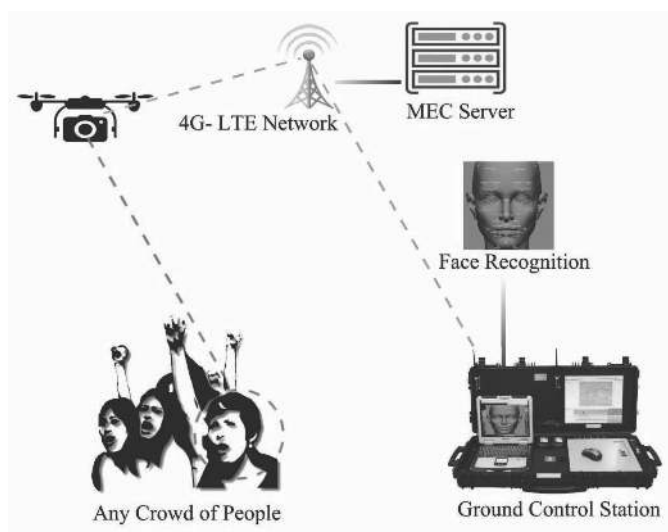 4G- LTE Network
MEC Server
Face Recognition
Any Crowd of People
Ground Control Station